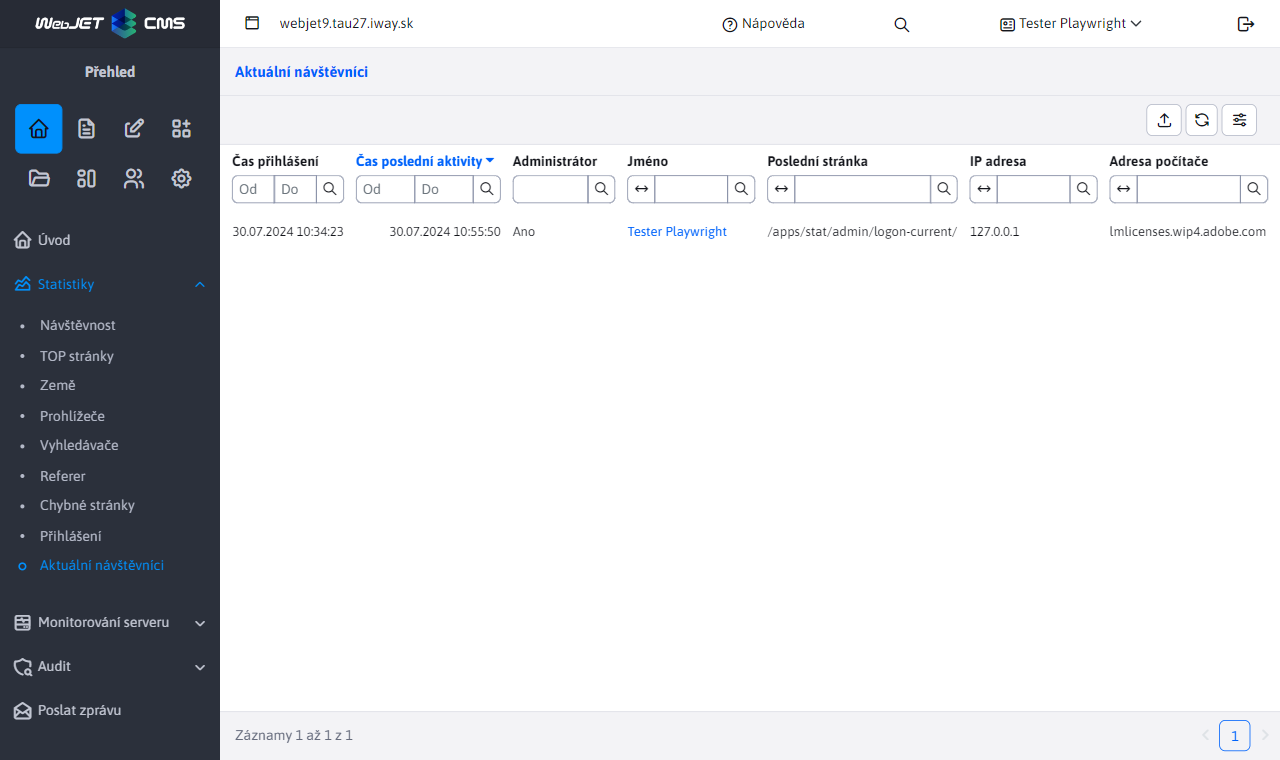 WebJET CMS
webjet9.tau27.iway.sk
Nápověda
Tester Playwright
Přehled
Úvod
Statistiky
Návštěvnost
TOP stránky
Země
Prohlížeče
Vyhledávače
Referer
Chybné stránky
Přihlášení
Aktuální návštěvníci
Monitorování serveru
Audit
Poslat zprávu
Aktuální návštěvníci
Čas přihlášení Čas poslední aktivity Administrátor Jméno Poslední stránka IP adresa Adresa počítače
Od Do Od Do
30.07.2024 10:34:23 30.07.2024 10:55:50 Ano Tester Playwright /apps/stat/admin/logon-current/ 127.0.0.1 lmlicenses.wip4.adobe.com
Záznamy 1 až 1 z 1
1